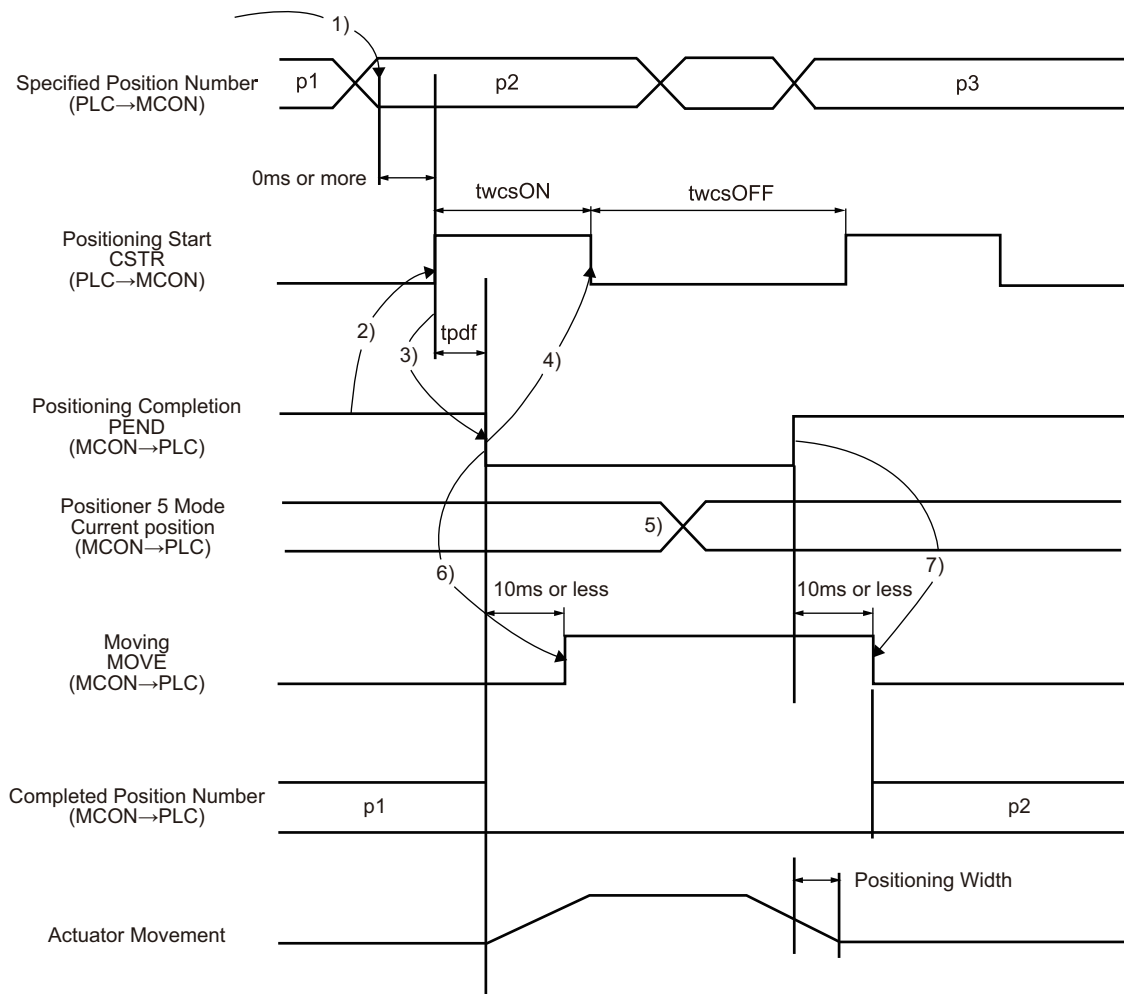 1)
Specified Position Number
(PLC→MCON)
p1
p2
p3
0ms or more
twcsON
twcsOFF
Positioning Start
CSTR
(PLC→MCON)
2)
3)
tpdf
4)
Positioning Completion
PEND
(MCON→PLC)
Positioner 5 Mode
Current position
(MCON→PLC)
5)
6)
7)
10ms or less
10ms or less
Moving
MOVE
(MCON→PLC)
Completed Position Number
(MCON→PLC)
p1
p2
Positioning Width
Actuator Movement